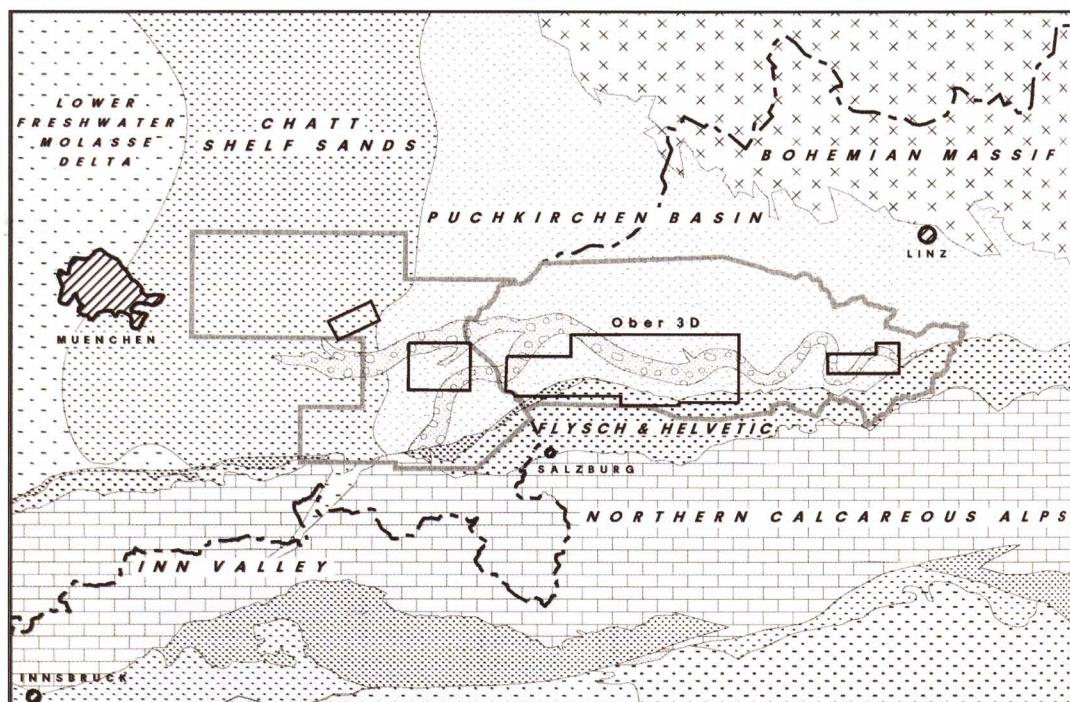 LOWER
FRESHWATER
MOLASSE
DELTA
CHATT
SHELF SANDS
BOHEMIAN MASSIF
PUCHKIRCHEN BASIN
LINZ
MUENCHEN
Ober 3D
FLYSCH & HELVETIC
SALZBURG
NORTHERN CALCAREOUS ALPS
INN VALLEY
INNSBRUCK